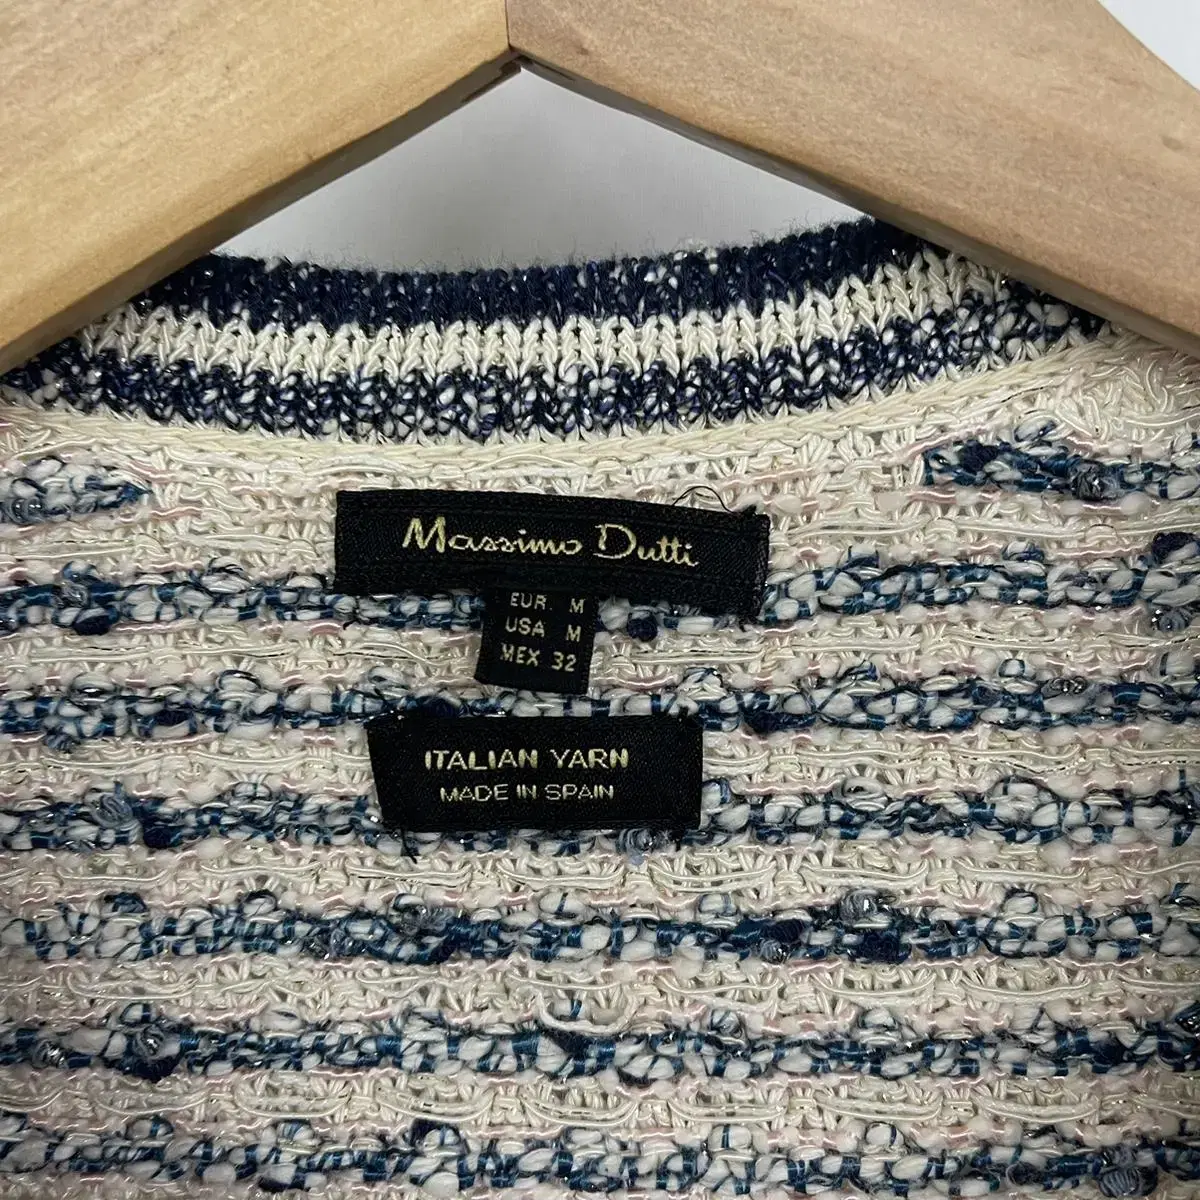 Massimo Dutti
EUR. M
USA M
MEX 32
ITALIAN YARN
MADE IN SPAIN